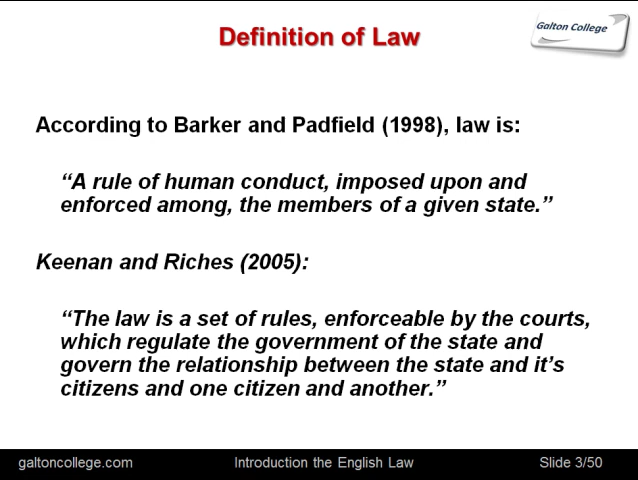 Definition of Law
Galton College
According to Barker and Padfield (1998), law is:
“A rule of human conduct, imposed upon and
enforced among, the members of a given state.”
Keenan and Riches (2005):
“The law is a set of rules, enforceable by the courts,
which regulate the government of the state and
govern the relationship between the state and it’s
citizens and one citizen and another.”
galtoncollege.com
Introduction the English Law
Slide 3/50